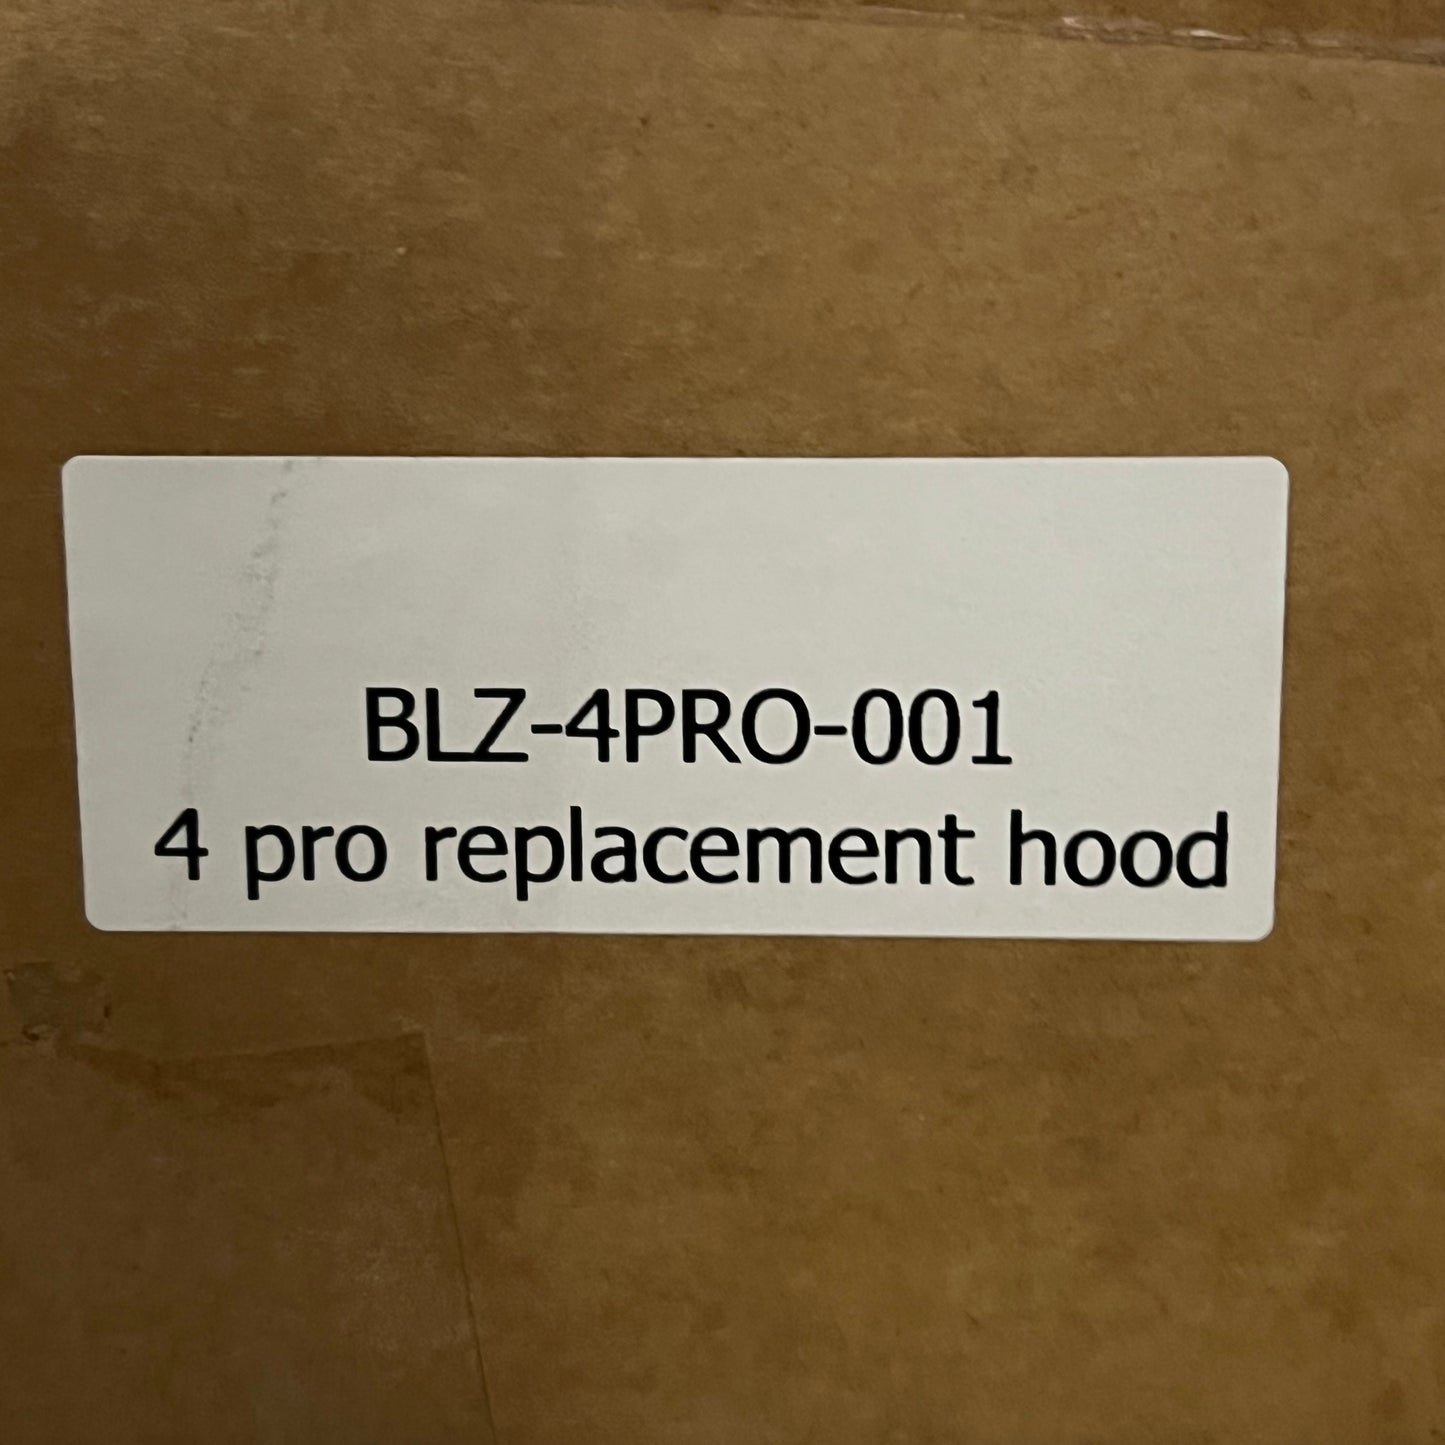 BLZ-4PRO-001
4 pro replacement hood